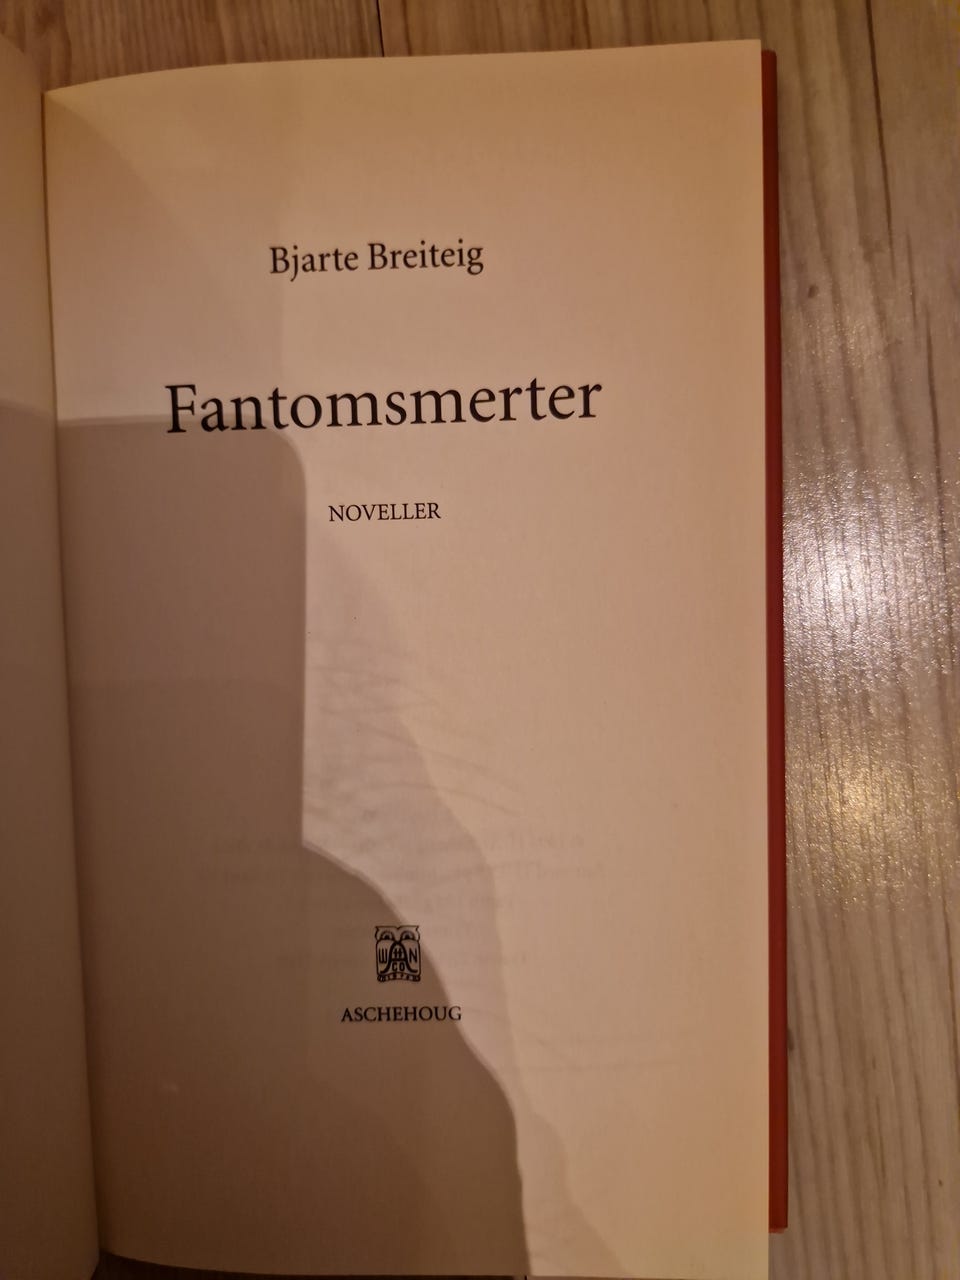 Bjarte Breiteig
Fantomsmerter
NOVELLER
ASCHEHOUG